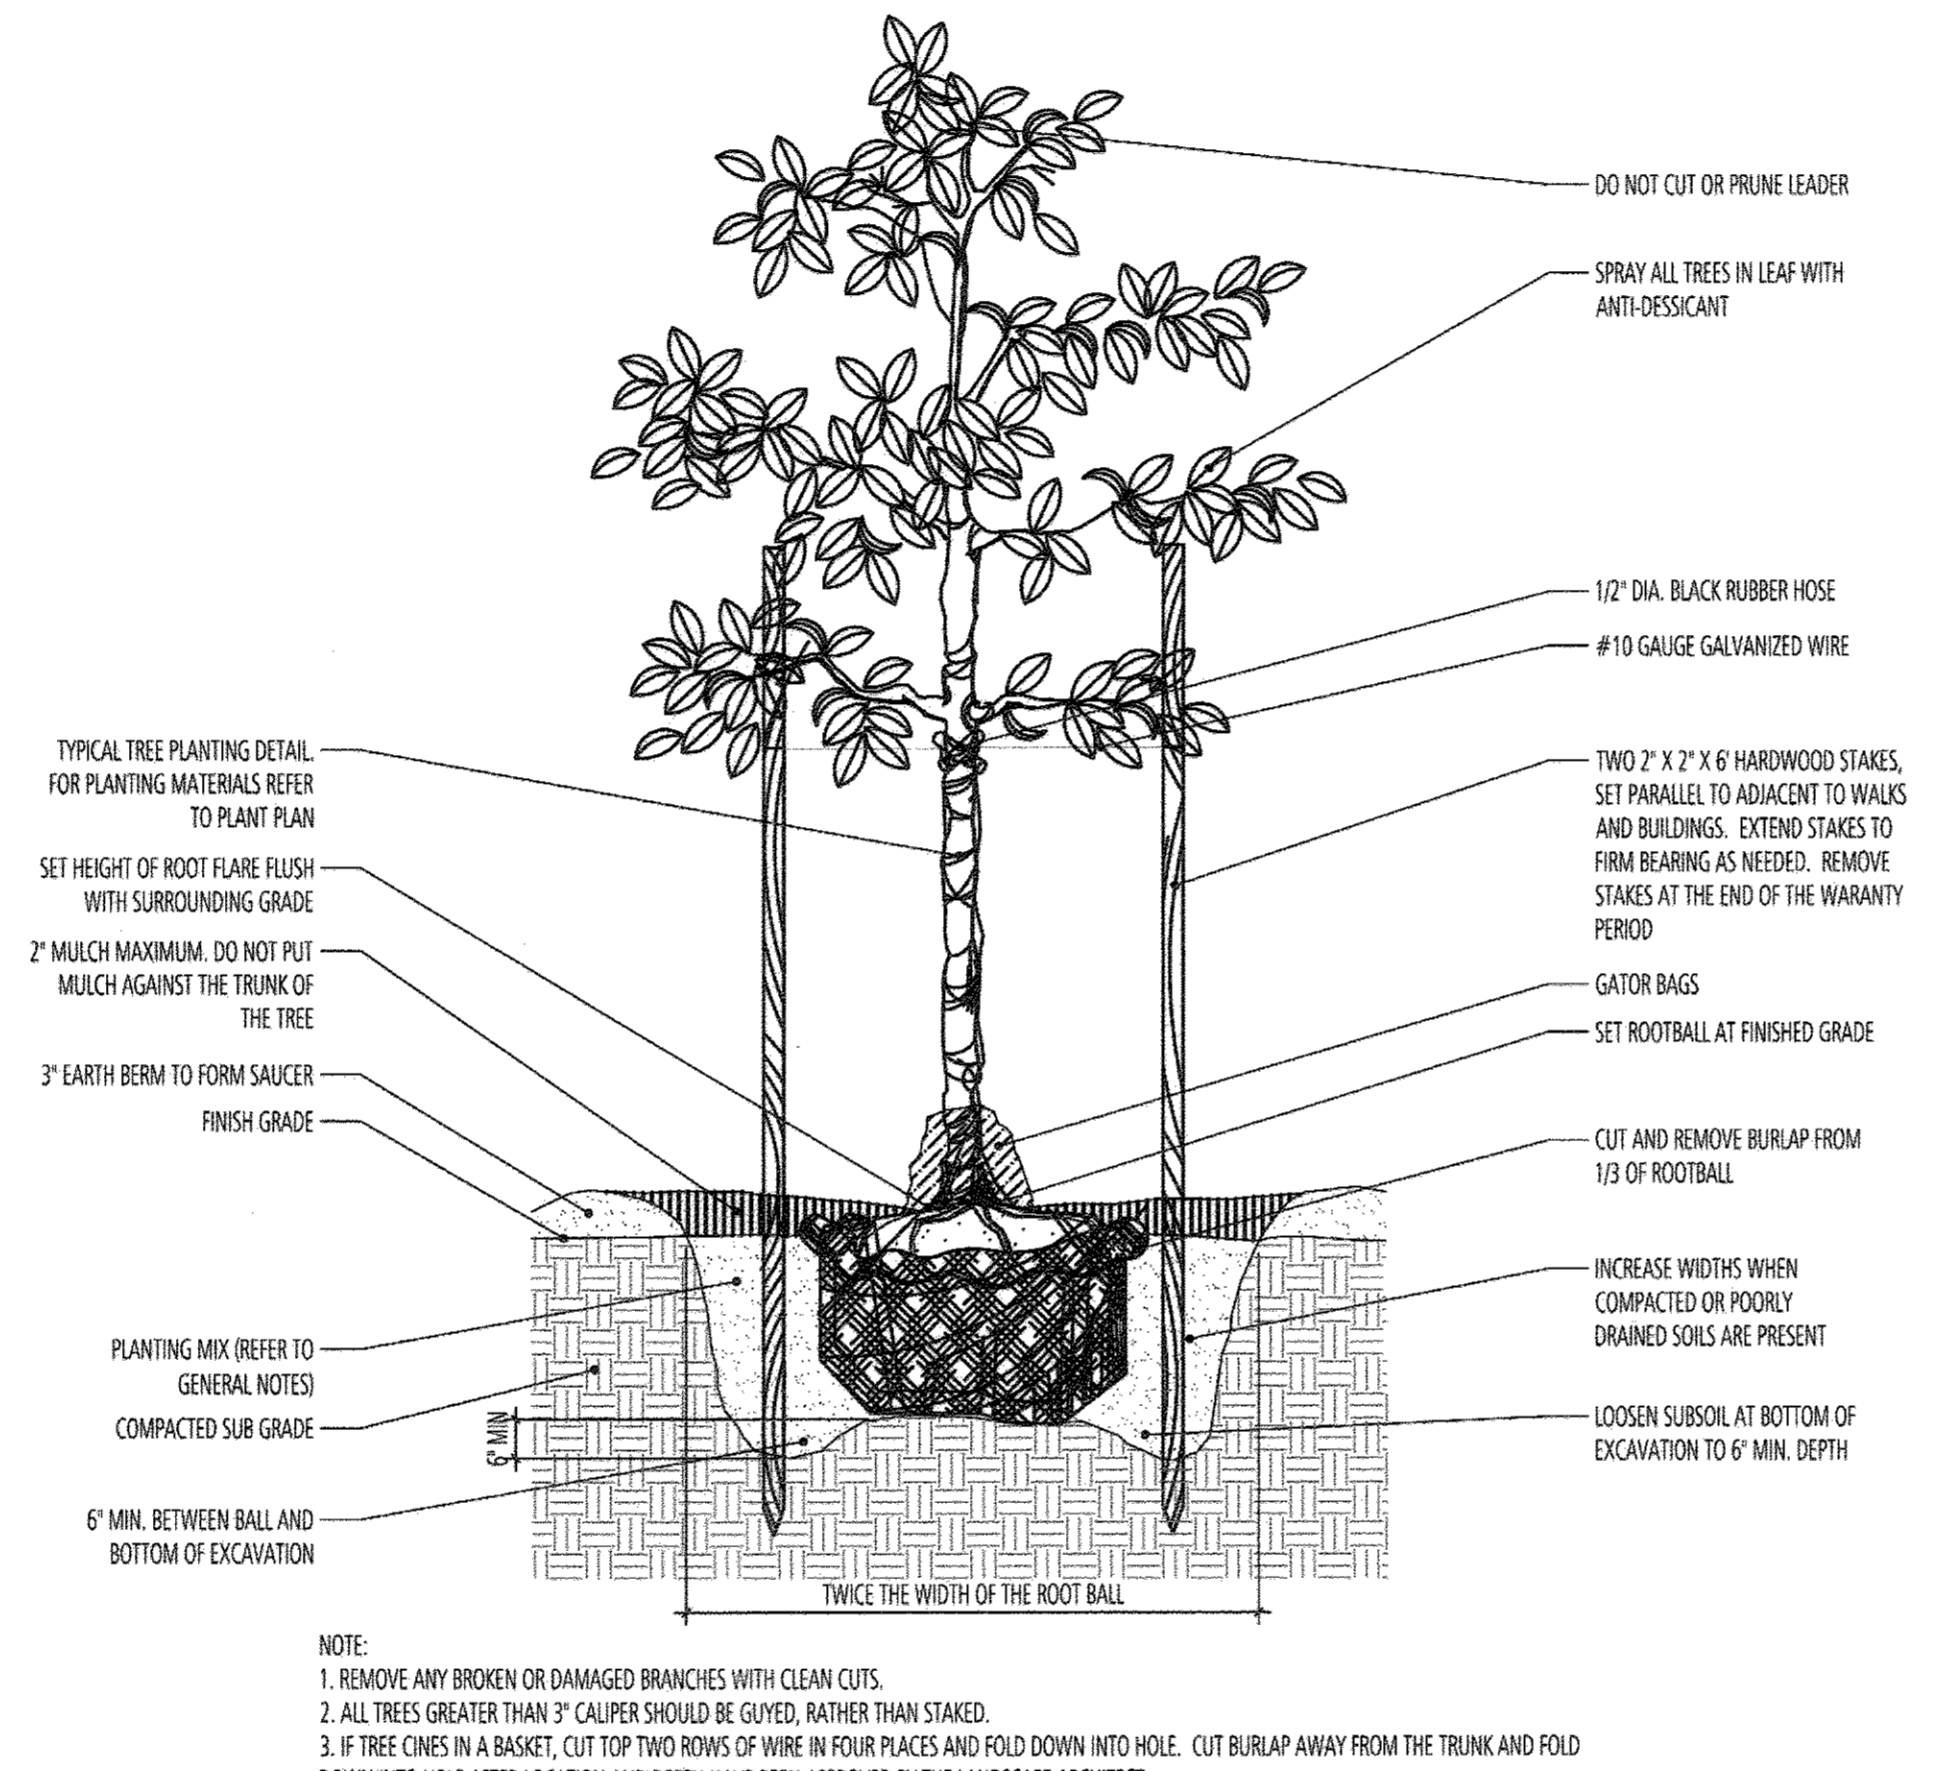 DO NOT CUT OR PRUNE LEADER
SPRAY ALL TREES IN LEAF WITH
ANTI-DESSICANT
1/2" DIA. BLACK RUBBER HOSE
#10 GAUGE GALVANIZED WIRE
TYPICAL TREE PLANTING DETAIL.
FOR PLANTING MATERIALS REFER
TO PLANT PLAN
SET HEIGHT OF ROOT FLARE FLUSH
WITH SURROUNDING GRADE
2" MULCH MAXIMUM. DO NOT PUT
MULCH AGAINST THE TRUNK OF
THE TREE
3" EARTH BERM TO FORM SAUCER
FINISH GRADE
PLANTING MIX (REFER TO
GENERAL NOTES)
COMPACTED SUB GRADE
6" MIN
6" MIN. BETWEEN BALL AND
BOTTOM OF EXCAVATION
TWO 2" X 2" X 6' HARDWOOD STAKES,
SET PARALLEL TO ADJACENT TO WALKS
AND BUILDINGS. EXTEND STAKES TO
FIRM BEARING AS NEEDED. REMOVE
STAKES AT THE END OF THE WARANTY
PERIOD
GATOR BAGS
SET ROOTBALL AT FINISHED GRADE
CUT AND REMOVE BURLAP FROM
1/3 OF ROOTBALL
INCREASE WIDTHS WHEN
COMPACTED OR POORLY
DRAINED SOILS ARE PRESENT
LOOSEN SUBSOIL AT BOTTOM OF
EXCAVATION TO 6" MIN. DEPTH
TWICE THE WIDTH OF THE ROOT BALL
NOTE:
1. REMOVE ANY BROKEN OR DAMAGED BRANCHES WITH CLEAN CUTS.
2. ALL TREES GREATER THAN 3" CALIPER SHOULD BE GUYED, RATHER THAN STAKED.
3. IF TREE CINES IN A BASKET, CUT TOP TWO ROWS OF WIRE IN FOUR PLACES AND FOLD DOWN INTO HOLE. CUT BURLAP AWAY FROM THE TRUNK AND FOLD